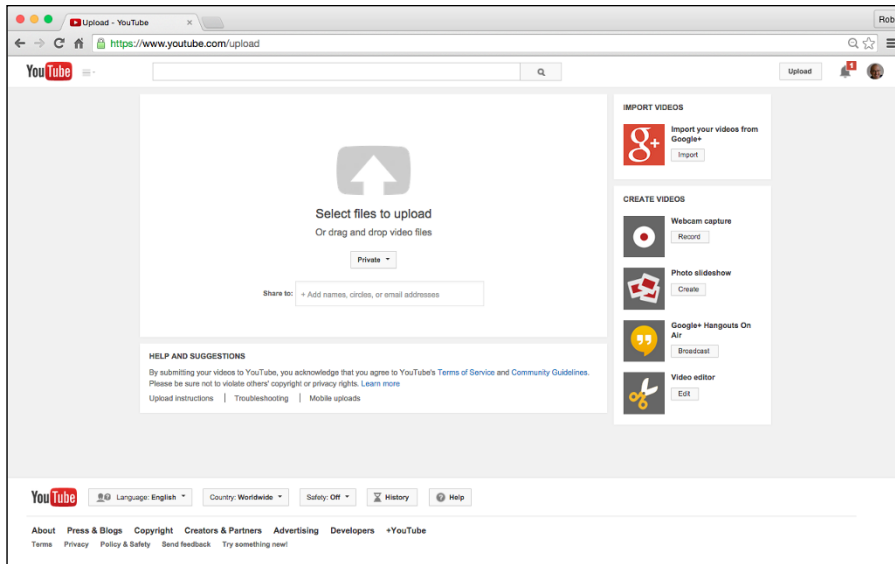 Upload - YouTube
Rob
https://www.youtube.com/upload
YouTube
Upload
1
Select files to upload
Or drag and drop video files
Private
Share to: + Add names, circles, or email addresses
HELP AND SUGGESTIONS
By submitting your videos to YouTube, you acknowledge that you agree to YouTube's Terms of Service and Community Guidelines.
Please be sure not to violate others' copyright or privacy rights. Learn more
Upload instructions | Troubleshooting | Mobile uploads
IMPORT VIDEOS
g+
Import your videos from
Google+
Import
CREATE VIDEOS
Webcam capture
Record
Photo slideshow
Create
Google+ Hangouts On
Air
Broadcast
Video editor
Edit
YouTube Language: English Country: Worldwide Safety: Off History Help
About Press & Blogs Copyright Creators & Partners Advertising Developers +YouTube
Terms Privacy Policy & Safety Send feedback Try something new!